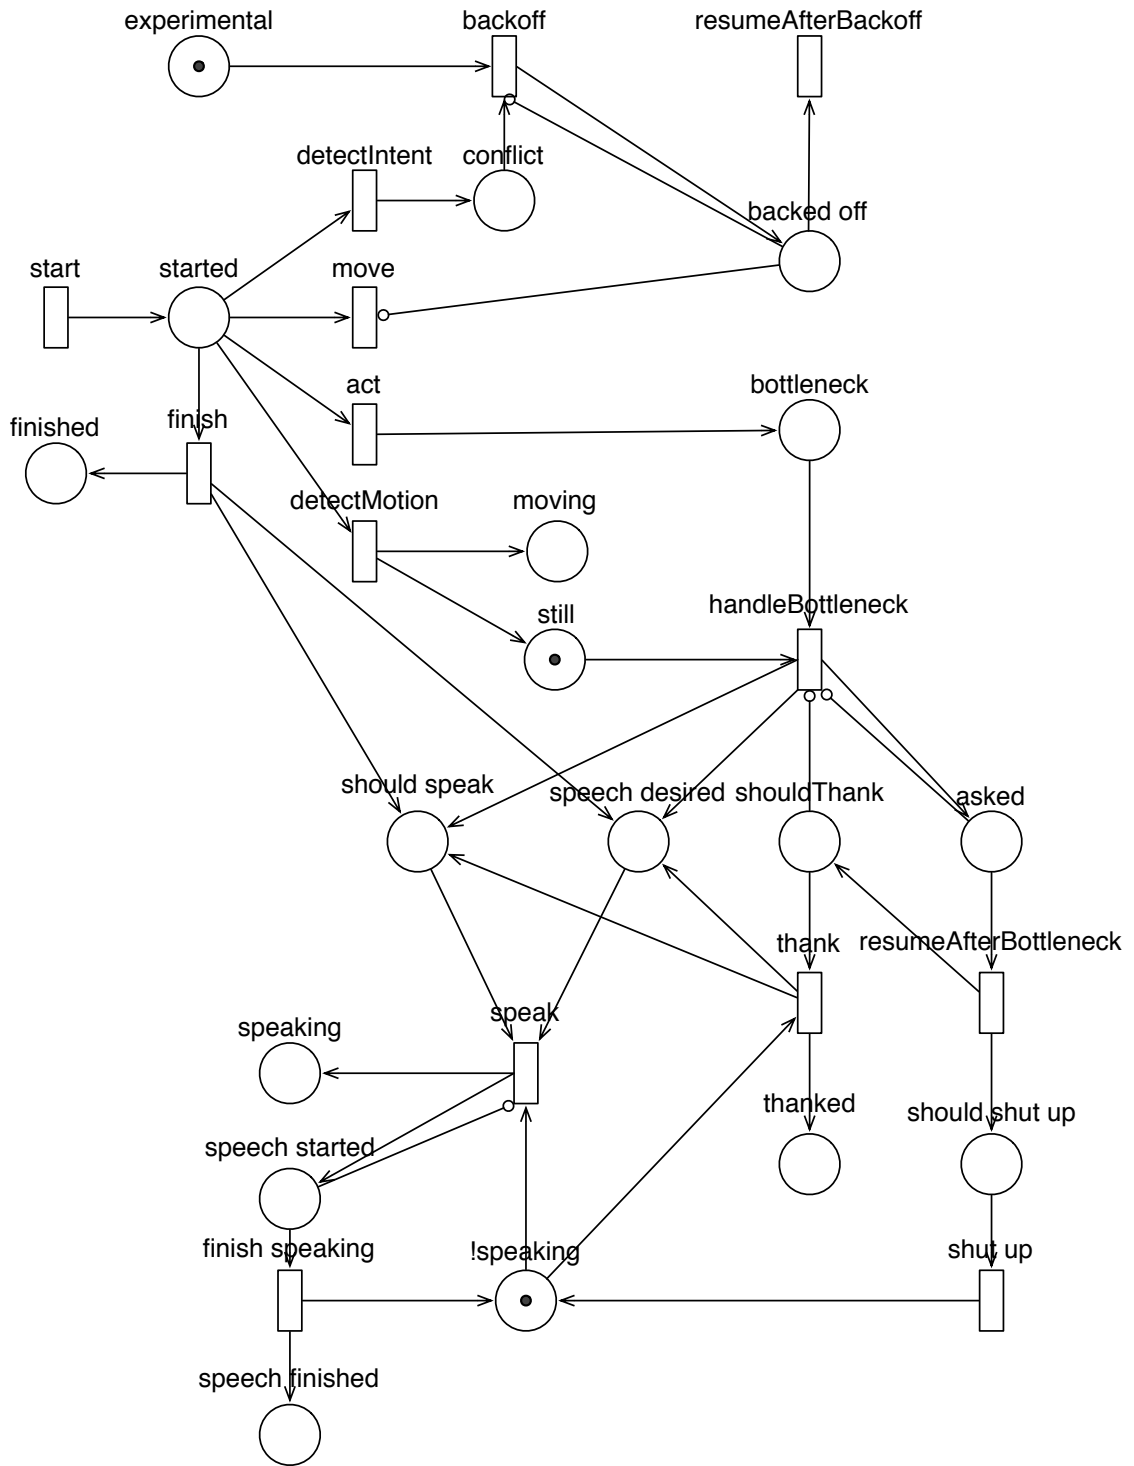 experimental
backoff
resumeAfterBackoff
detectIntent
conflict
backed off
start
started
move
act
bottleneck
finished
finish
detectMotion
moving
still
handleBottleneck
should speak
speech desired
shouldThank
asked
thank
resumeAfterBottleneck
speak
speaking
thanked
should shut up
speech started
finish speaking
!speaking
shut up
speech finished